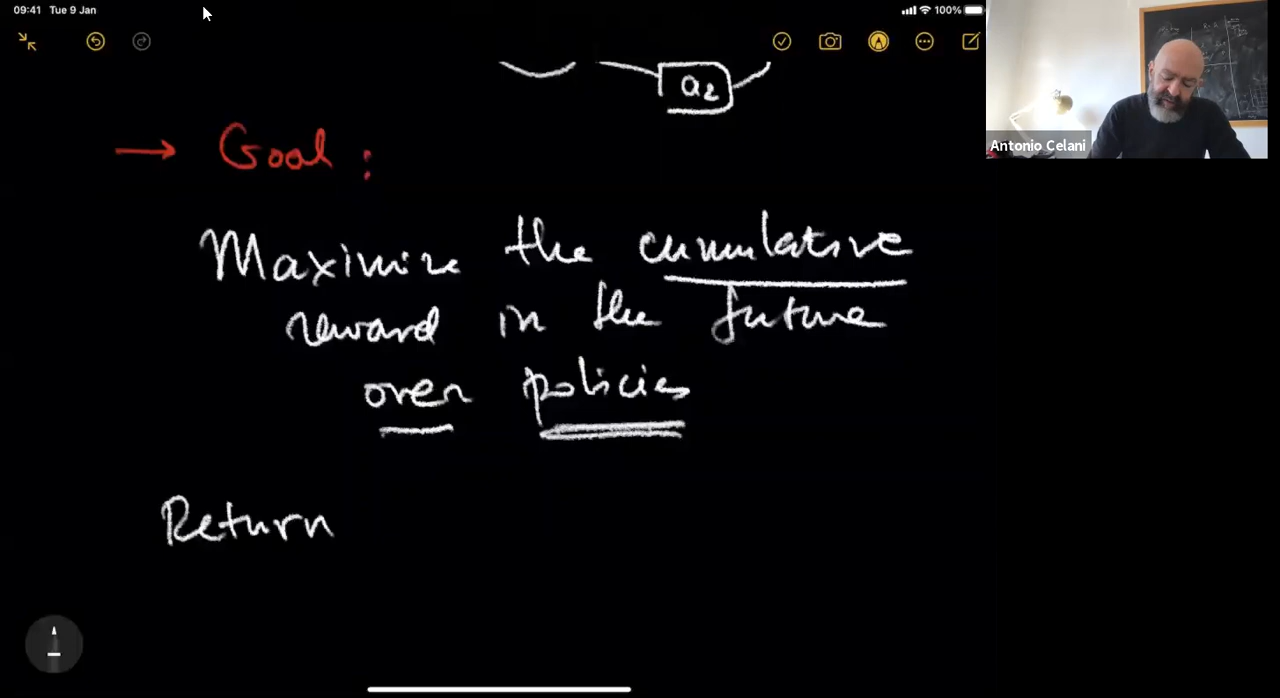 09:41 Tue 9 Jan
100%
a2
→ Goal:
Maximize the cumulative
reward in the future
over policies
Return
Antonio Celani